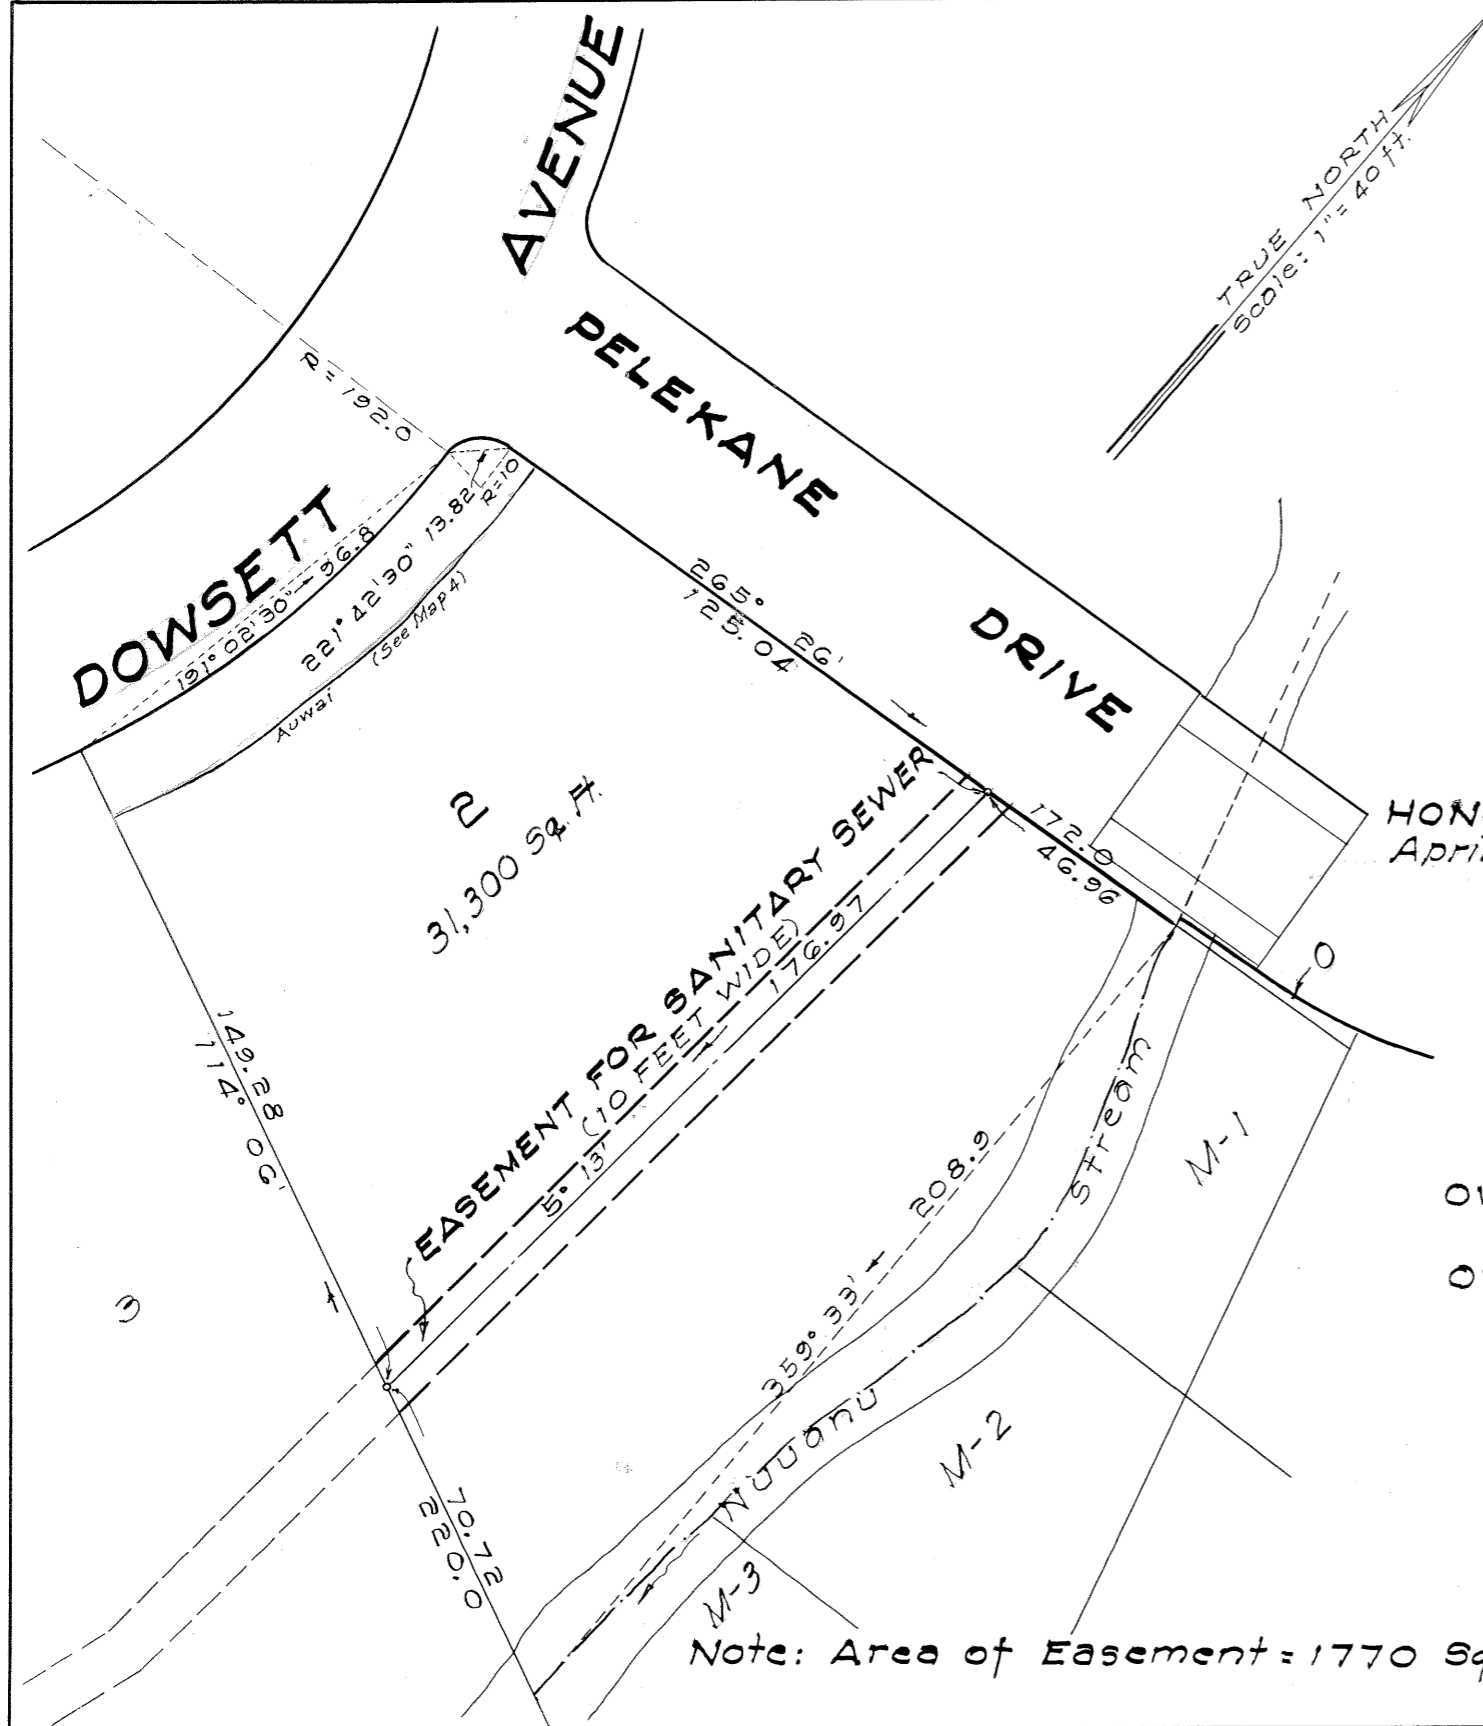 AVENUE
TRUE NORTH
Scale: 1"= 40 ft.
PELEKANE
DRIVE
R = 192.0
DOWSETT
191° 02' 30"
96.8
221° 42' 30" 13.82
R=10
Auwai (See Map 4)
265° 26'
125.04
172.0
46.96
2
31,300 Sq. Ft.
EASEMENT FOR SANITARY SEWER
(10 FEET WIDE)
5° 13' 176.97
149.28
114° 06'
3
70.72
220.0
359° 33' 208.9
Nuuanu Stream
M-1
M-2
M-3
0
HON
April
OW
O
Note: Area of Easement = 1770 Sq